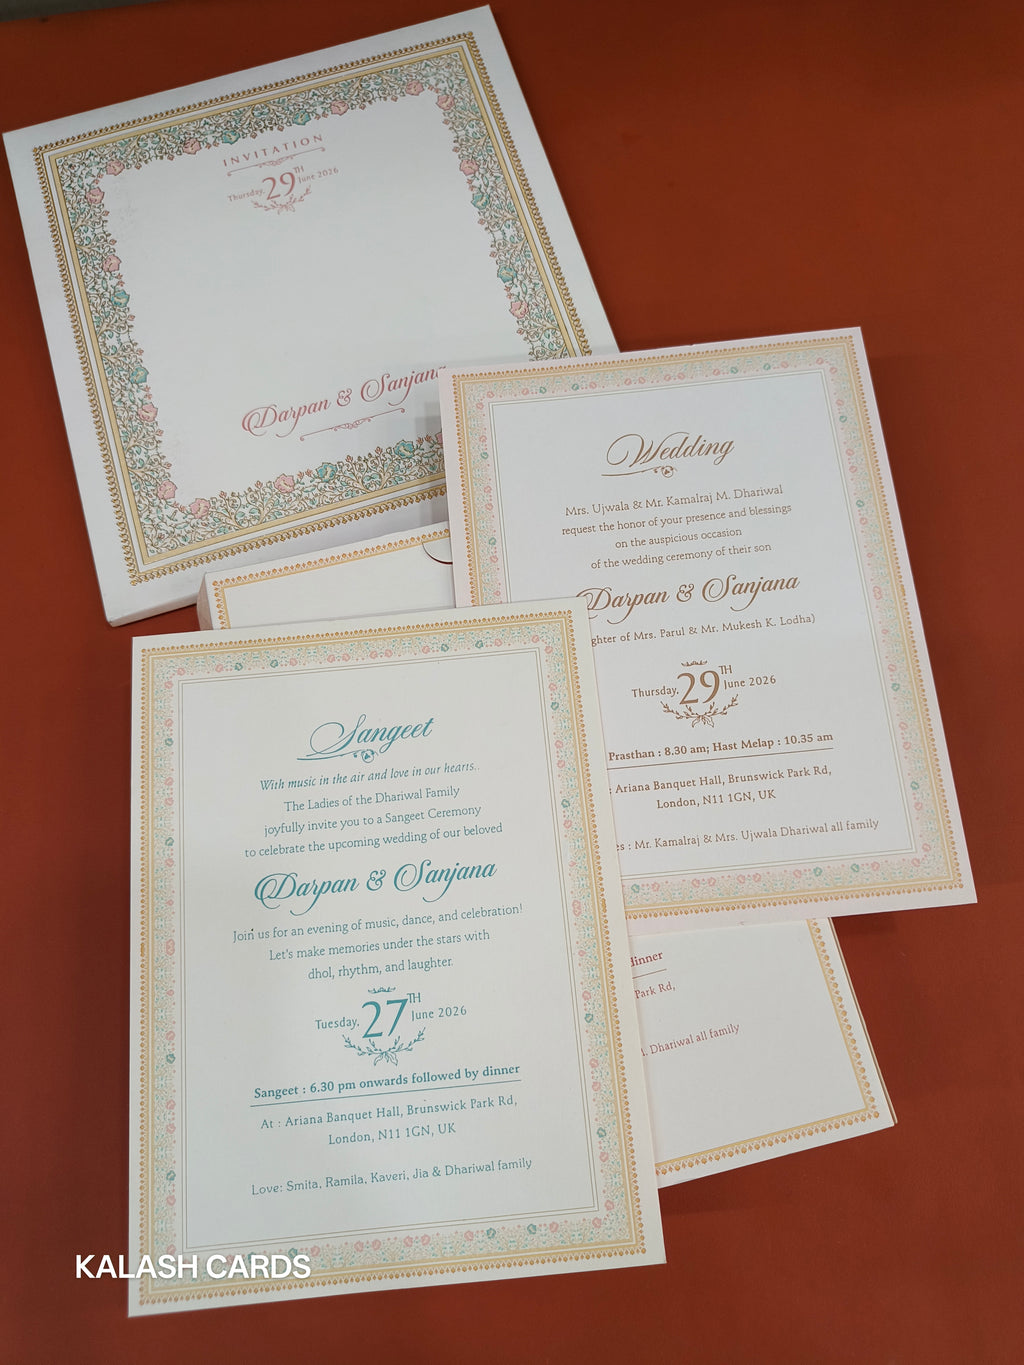 INVITATION
Thursday, 29TH June 2026
Darpan & Sanjana
Wedding
Mrs. Ujwala & Mr. Kamalraj M. Dhariwal
request the honor of your presence and blessings
on the auspicious occasion
of the wedding ceremony of their son
Darpan & Sanjana
of Mrs. Parul & Mr. Mukesh K. Lodha)
Thursday, 29TH June 2026
Prasthan : 8.30 am; Hast Melap : 10.35 am
: Ariana Banquet Hall, Brunswick Park Rd,
London, N11 1GN, UK
: Mr. Kamalraj & Mrs. Ujwala Dhariwal all family
Sangeet
With music in the air and love in our hearts..
The Ladies of the Dhariwal Family
joyfully invite you to a Sangeet Ceremony
to celebrate the upcoming wedding of our beloved
Darpan & Sanjana
Join us for an evening of music, dance, and celebration!
Let's make memories under the stars with
dhol, rhythm, and laughter.
Tuesday, 27TH June 2026
Sangeet : 6.30 pm onwards followed by dinner
At : Ariana Banquet Hall, Brunswick Park Rd,
London, N11 1GN, UK
Love: Smita, Ramila, Kaveri, Jia & Dhariwal family
dinner
Park Rd,
Dhariwal all family
KALASH CARDS